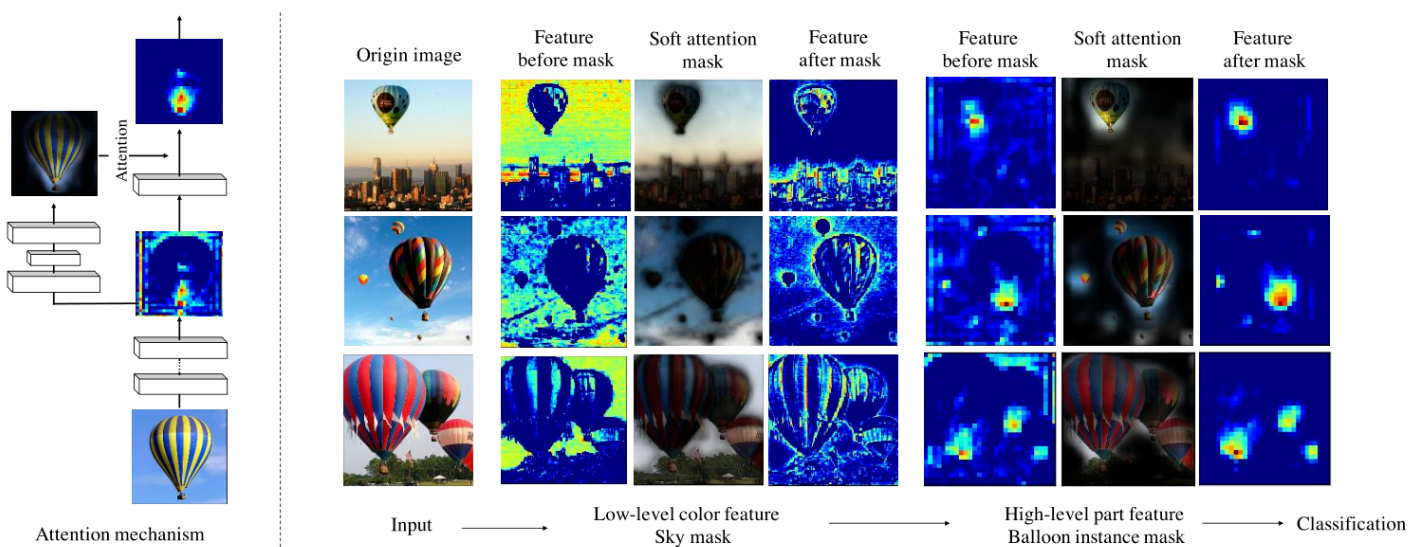 Attention
Attention mechanism
Origin image
Feature
before mask
Soft attention
mask
Feature
after mask
Feature
before mask
Soft attention
mask
Feature
after mask
Input
Low-level color feature
Sky mask
High-level part feature
Balloon instance mask
Classification